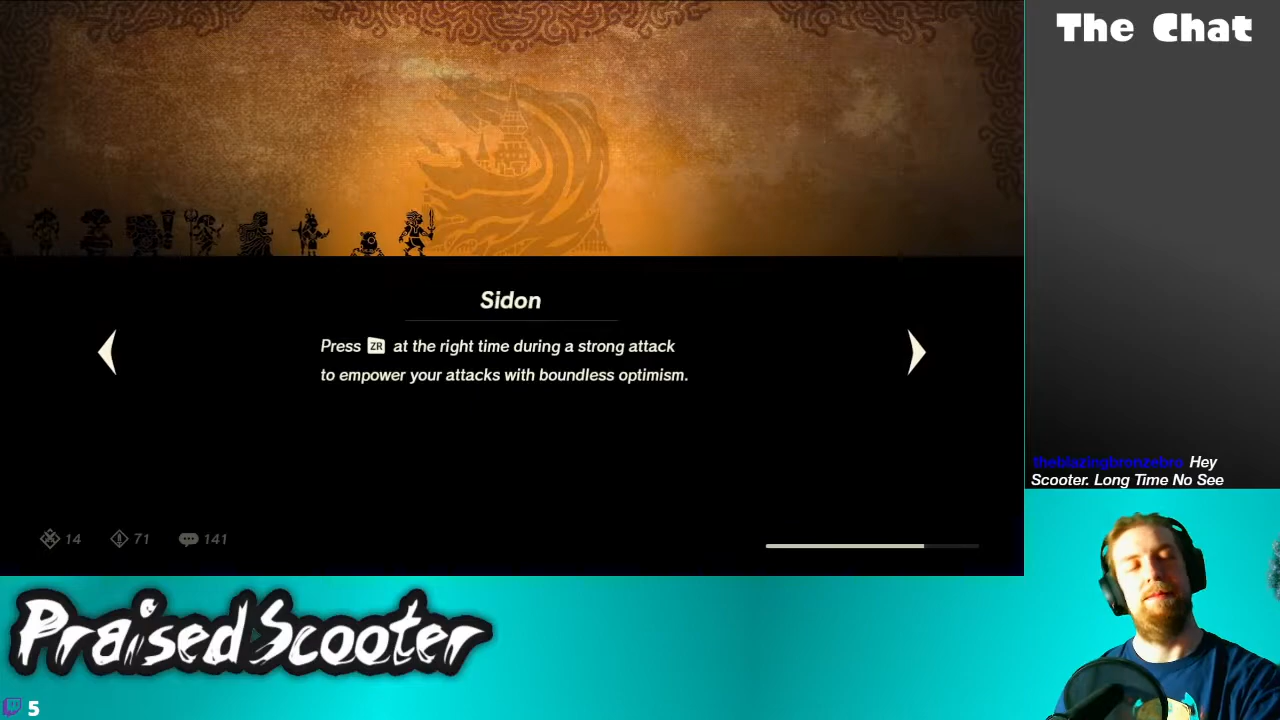 The Chat
Sidon
Press ZR at the right time during a strong attack
to empower your attacks with boundless optimism.
theblazingbronzebro Hey
Scooter. Long Time No See
14 71 141
PraisedScooter
5